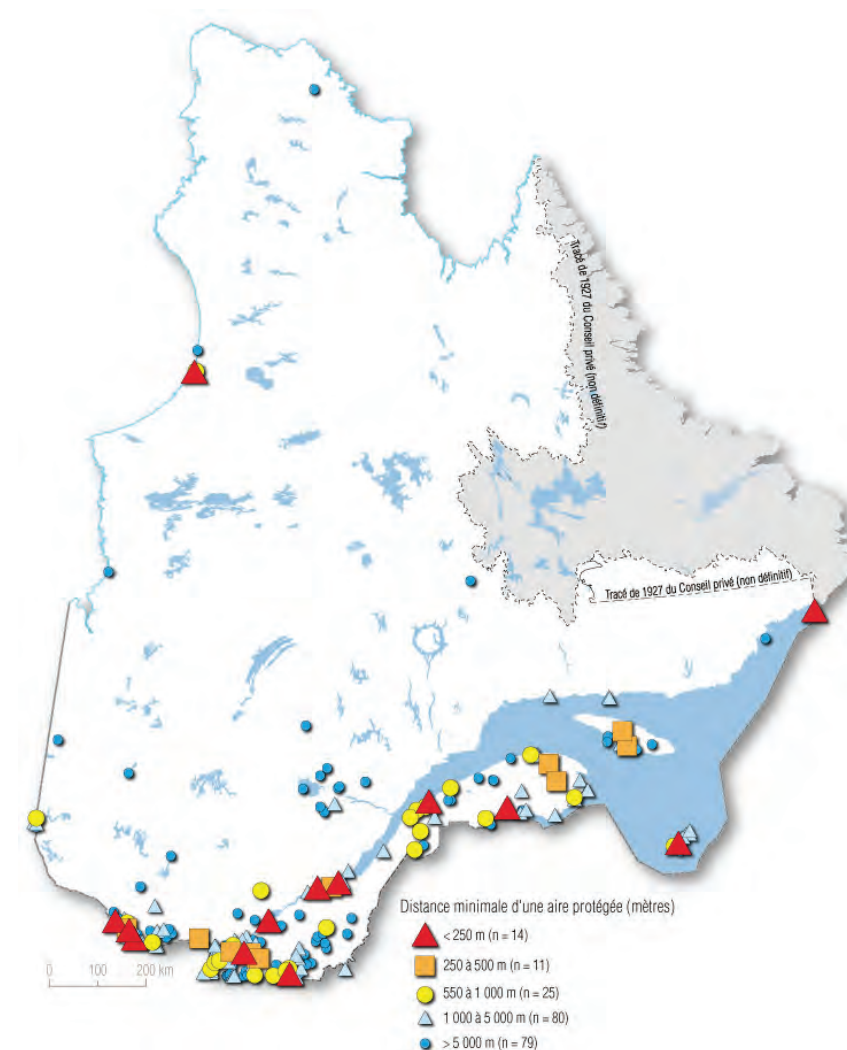 Tracé de 1927 du Conseil privé (non définitif)
Tracé de 1927 du Conseil privé (non définitif)
Distance minimale d'une aire protégée (mètres)
< 250 m (n = 14)
250 à 500 m (n = 11)
550 à 1 000 m (n = 25)
1 000 à 5 000 m (n = 80)
> 5 000 m (n = 79)
0 100 200 km